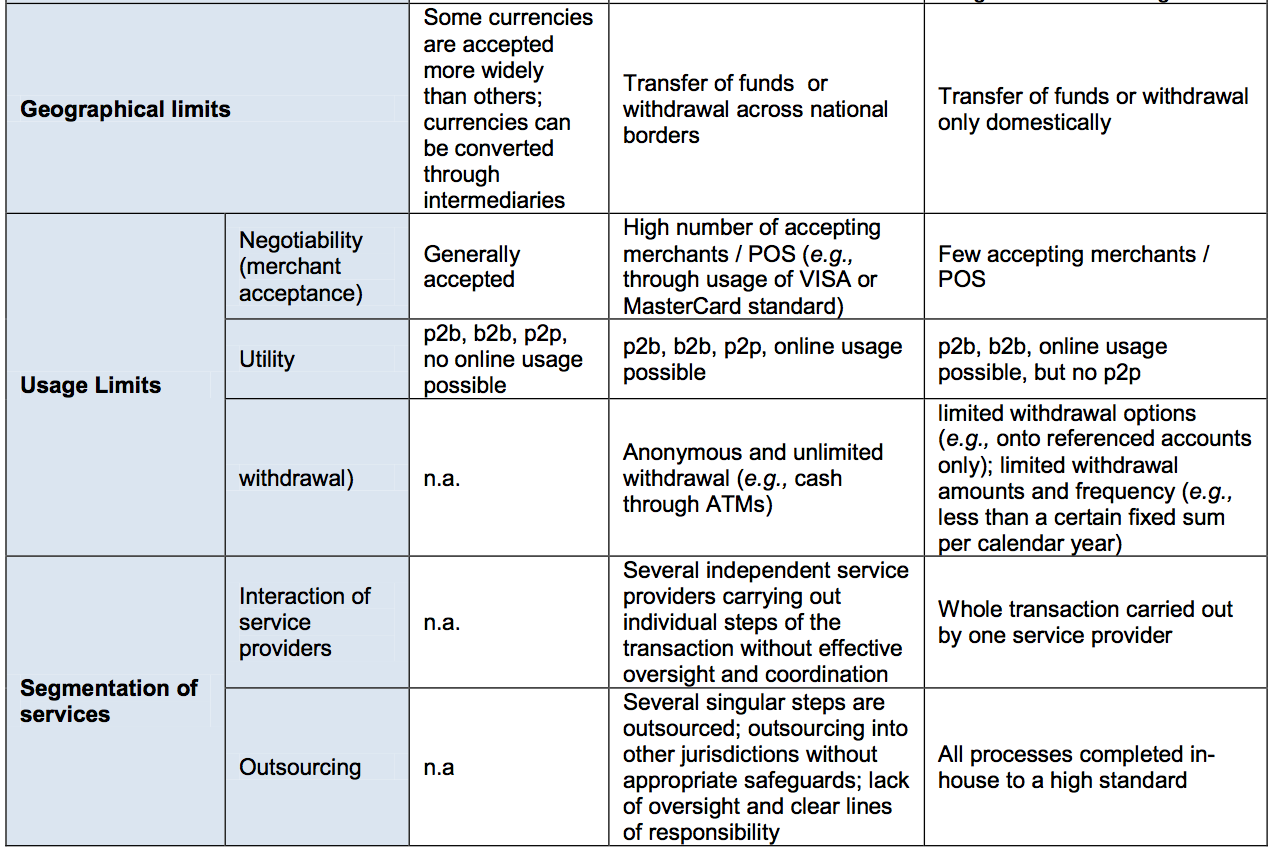 Geographical limits
Some currencies
are accepted
more widely
than others;
currencies can
be converted
through
intermediaries
Transfer of funds or
withdrawal across national
borders
Transfer of funds or withdrawal
only domestically
Usage Limits
Negotiability
(merchant
acceptance)
Generally
accepted
High number of accepting
merchants / POS (e.g.,
through usage of VISA or
MasterCard standard)
Few accepting merchants /
POS
Utility
p2b, b2b, p2p,
no online usage
possible
p2b, b2b, p2p, online usage
possible
p2b, b2b, online usage
possible, but no p2p
withdrawal)
n.a.
Anonymous and unlimited
withdrawal (e.g., cash
through ATMs)
limited withdrawal options
(e.g., onto referenced accounts
only); limited withdrawal
amounts and frequency (e.g.,
less than a certain fixed sum
per calendar year)
Segmentation of
services
Interaction of
service
providers
n.a.
Several independent service
providers carrying out
individual steps of the
transaction without effective
oversight and coordination
Whole transaction carried out
by one service provider
Outsourcing
n.a
Several singular steps are
outsourced; outsourcing into
other jurisdictions without
appropriate safeguards; lack
of oversight and clear lines
of responsibility
All processes completed in-
house to a high standard